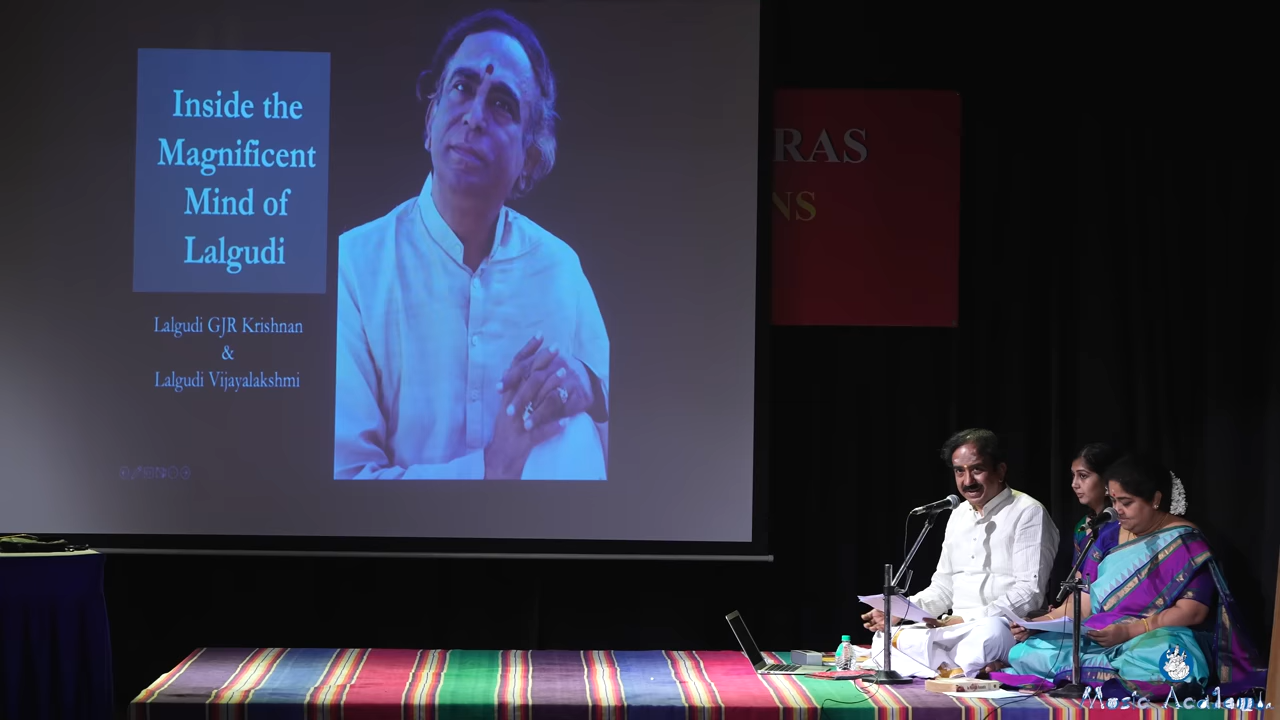 Inside the
Magnificent
Mind of
Lalgudi
Lalgudi GJR Krishnan
&
Lalgudi Vijayalakshmi
RAS
NS
Music Academy